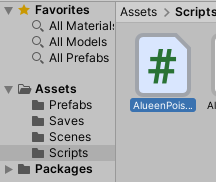 Favorites
All Materials
All Models
All Prefabs
Assets
Prefabs
Saves
Scenes
Scripts
Packages
Assets > Scripts
#
AlueenPois...